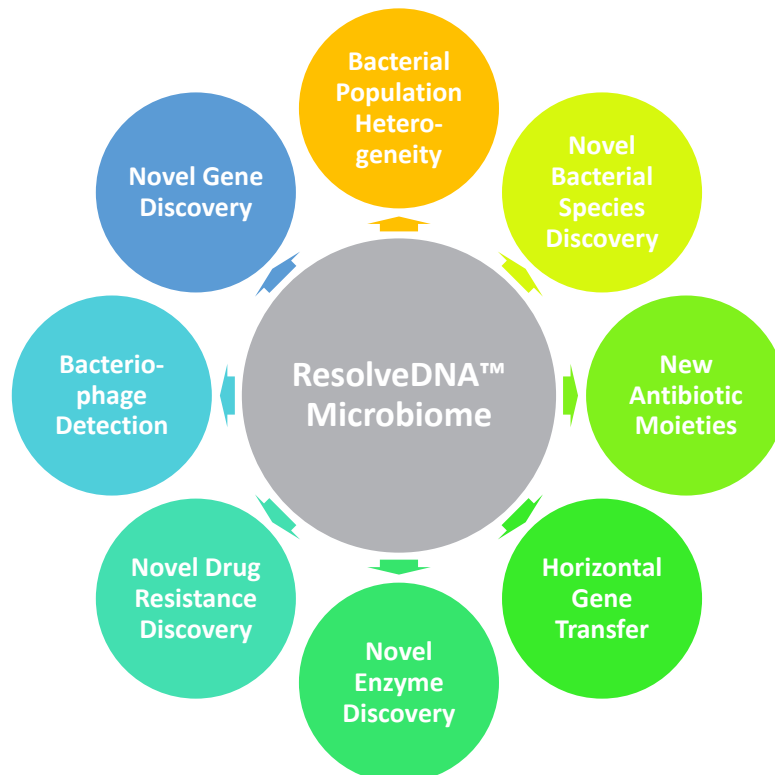 Bacterial
Population
Hetero-
geneity
Novel
Bacterial
Species
Discovery
New
Antibiotic
Moieties
Horizontal
Gene
Transfer
Novel
Enzyme
Discovery
Novel Drug
Resistance
Discovery
Bacterio-
phage
Detection
Novel Gene
Discovery
ResolveDNA™
Microbiome